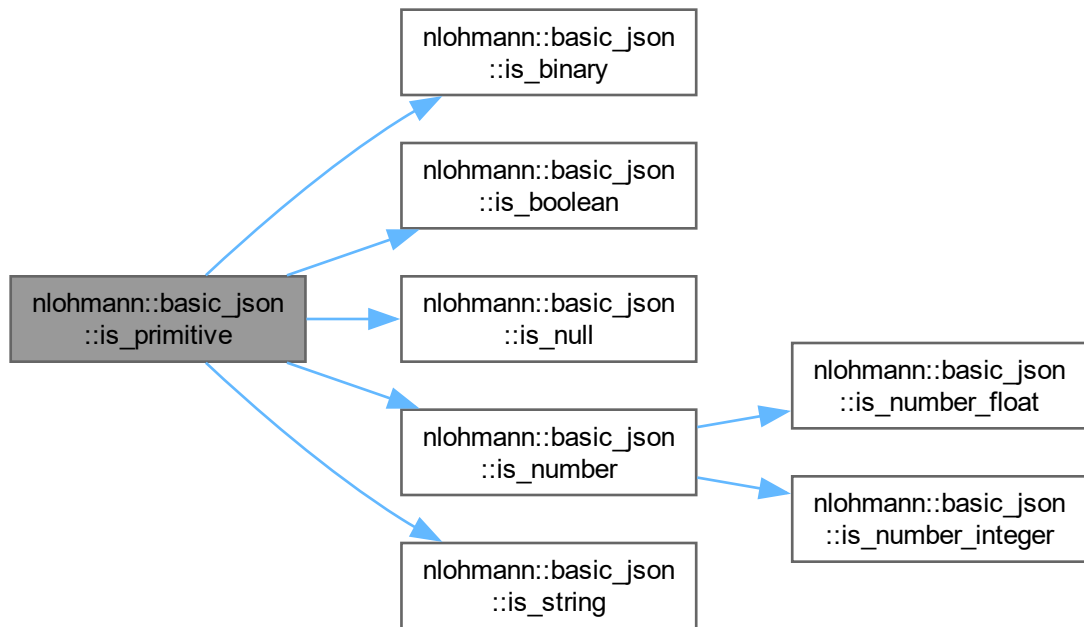 nlohmann::basic_json
::is_binary
nlohmann::basic_json
::is_boolean
nlohmann::basic_json
::is_primitive
nlohmann::basic_json
::is_null
nlohmann::basic_json
::is_number
nlohmann::basic_json
::is_number_float
nlohmann::basic_json
::is_number_integer
nlohmann::basic_json
::is_string